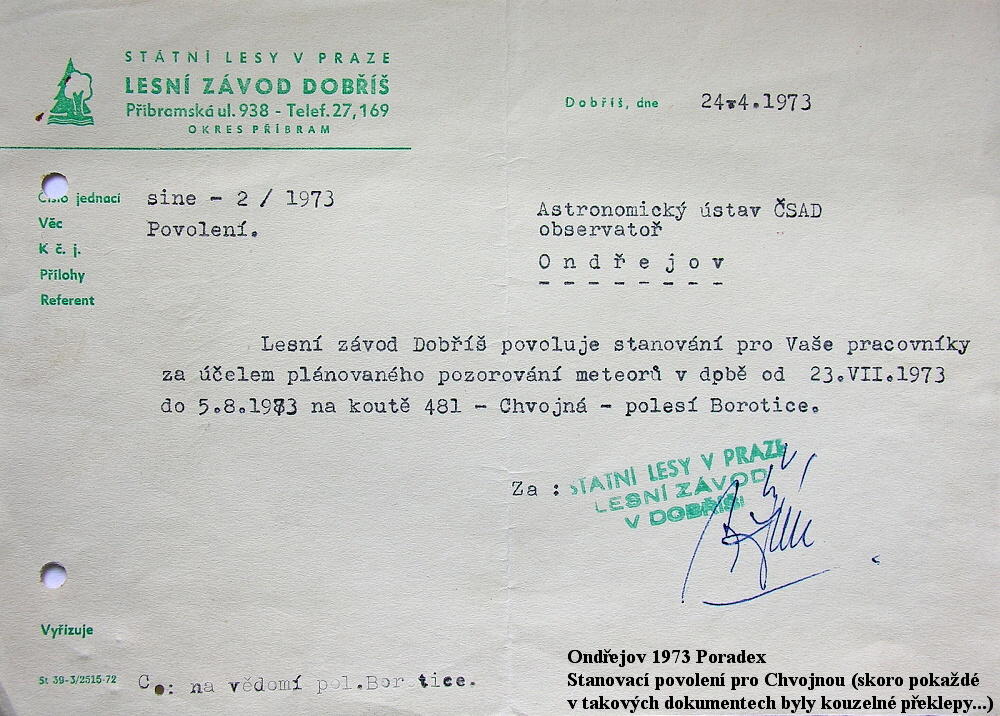 STÁTNÍ LESY V PRAZE
LESNÍ ZÁVOD DOBŘÍŠ
Příbramská ul. 938 - Telef. 27,169
OKRES PŘÍBRAM
Dobříš, dne 24.4.1973
Číslo jednací sine - 2 / 1973
Věc Povolení.
K č. j.
Přílohy
Referent
Astronomický ústav ČSAD
observatoř
O n d ř e j o v
- - - - - - - -
Lesní závod Dobříš povoluje stanování pro Vaše pracovníky
za účelem plánovaného pozorování meteorů v dpbě od 23.VII.1973
do 5.8.1973 na koutě 481 - Chvojná - polesí Borotice.
Za :
STÁTNÍ LESY V PRAZE
LESNÍ ZÁVOD
V DOBŘÍŠI
Vyřizuje
St 39-3/2515-72 Co: na vědomí pol.Borotice.
Ondřejov 1973 Poradex
Stanovací povolení pro Chvojnou (skoro pokaždé
v takových dokumentech byly kouzelné překlepy...)